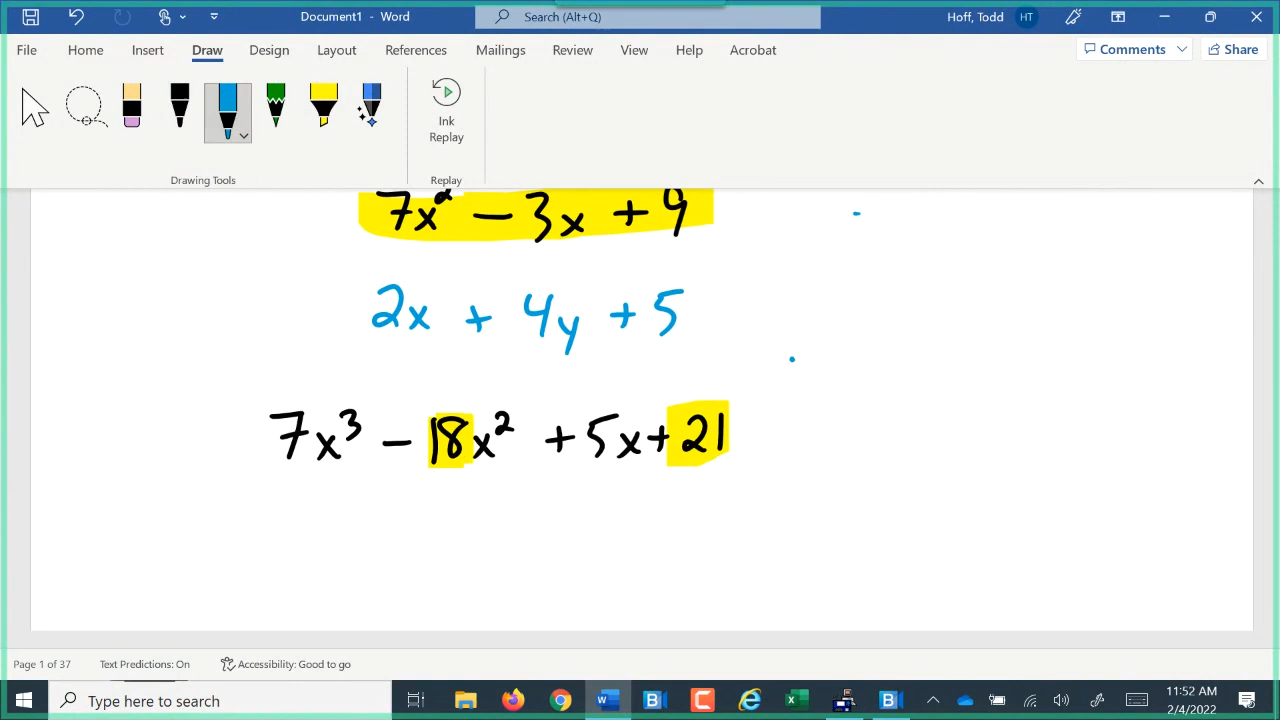 Document1 - Word
Search (Alt+Q)
Hoff, Todd HT
File Home Insert Draw Design Layout References Mailings Review View Help Acrobat
Comments Share
Ink
Replay
Drawing Tools
Replay
7x² - 3x + 9
2x + 4y + 5
7x³ - 18x² + 5x + 21
Page 1 of 37 Text Predictions: On Accessibility: Good to go
Type here to search
11:52 AM
2/4/2022